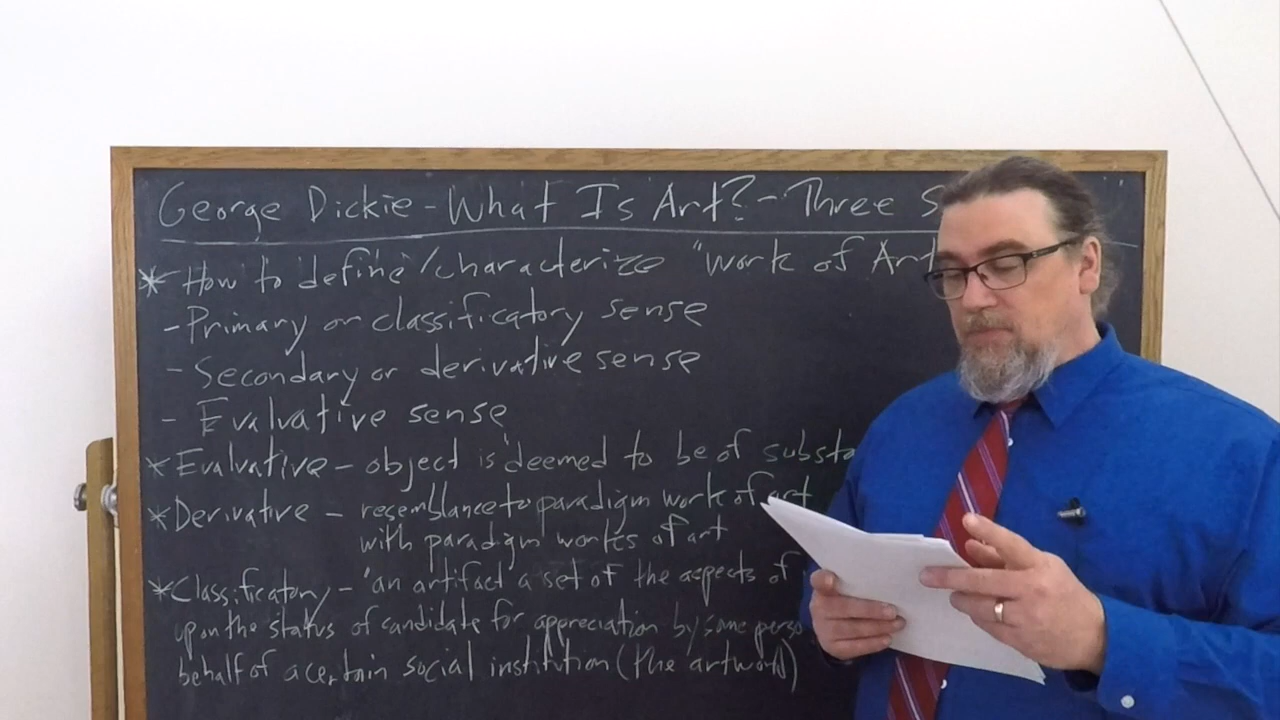 George Dickie - What Is Art? - Three S
* How to define/characterize "work of Art
- Primary or classificatory sense
- Secondary or derivative sense
- Evaluative sense
* Evaluative - object is deemed to be of substa
* Derivative - resemblance to paradigm work of art
with paradigm works of art
* Classificatory - "an artifact a set of the aspects of
upon the status of candidate for appreciation by some perso
behalf of a certain social institution (the artworld)